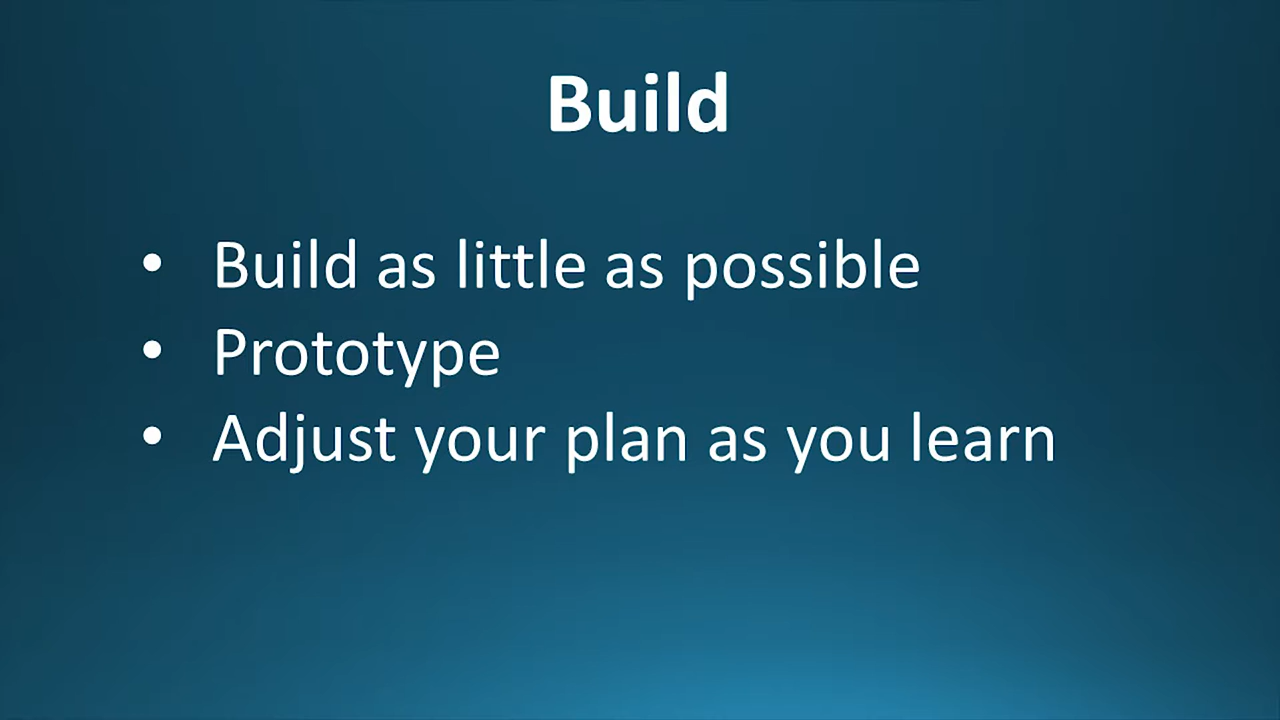 Build
• Build as little as possible
• Prototype
• Adjust your plan as you learn